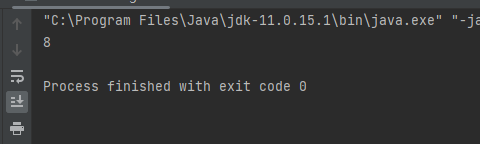 "C:\Program Files\Java\jdk-11.0.15.1\bin\java.exe" "-ja
8
Process finished with exit code 0